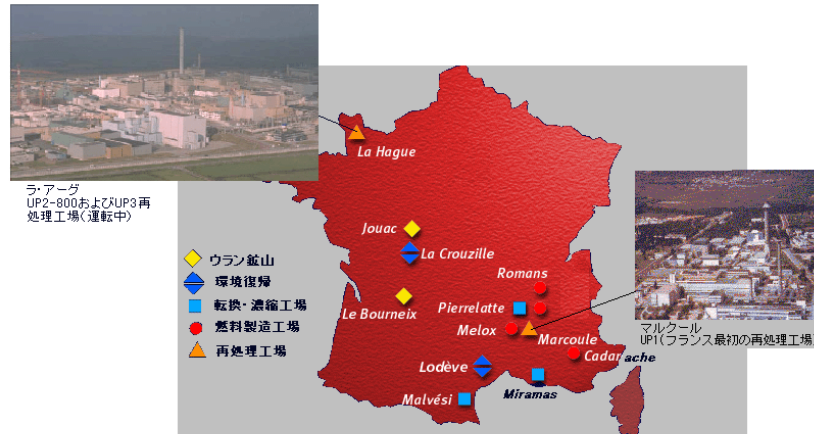 ラ・アーグ
UP2-800およびUP3再
処理工場(運転中)
La Hague
Jouac
La Crouzille
ウラン鉱山
環境復帰
転換・濃縮工場
燃料製造工場
再処理工場
Le Bourneix
Romans
Pierrelatte
Melox
Marcoule
マルクール
UP1(フランス最初の再処理工場)
Cadarache
Lodève
Miramas
Malvési